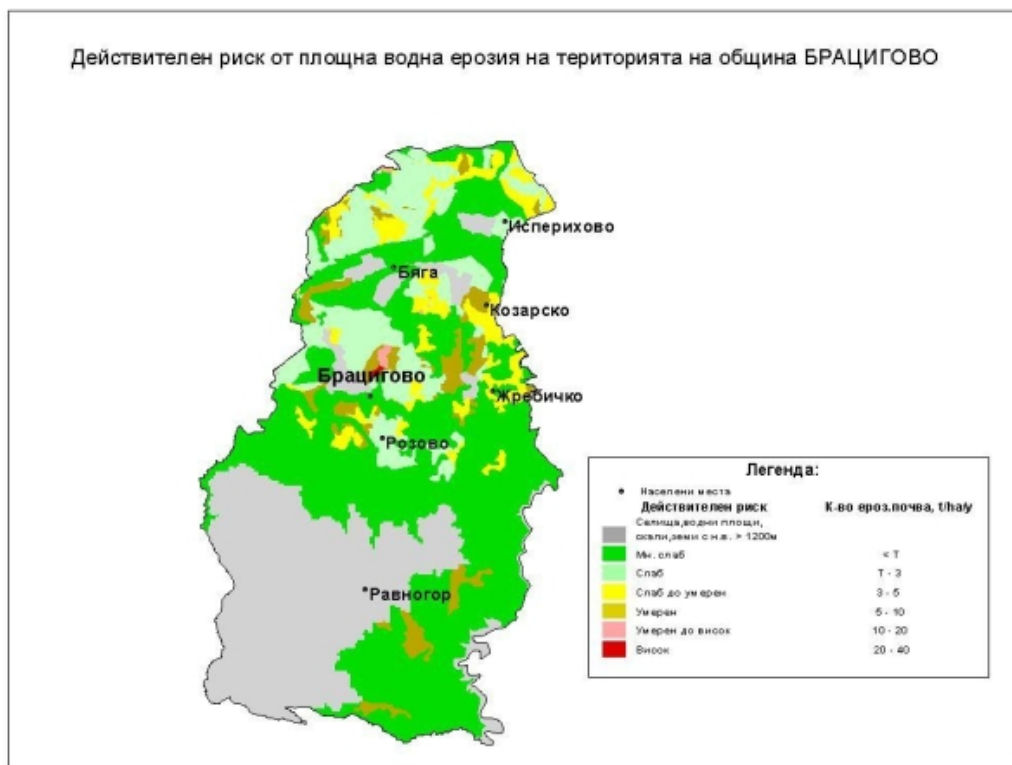 Действителен риск от площна водна ерозия на територията на община БРАЦИГОВО
Исперихово
Бяга
Козарско
Брацигово
Жребичко
Розово
Равногор
Легенда:
Населени места
Действителен риск К-во ероз.почва, t/ha/y
Селища,водни площи,
скали,земи с н.в. > 1200м
Мн. слаб < T
Слаб T - 3
Слаб до умерен 3 - 5
Умерен 5 - 10
Умерен до висок 10 - 20
Висок 20 - 40